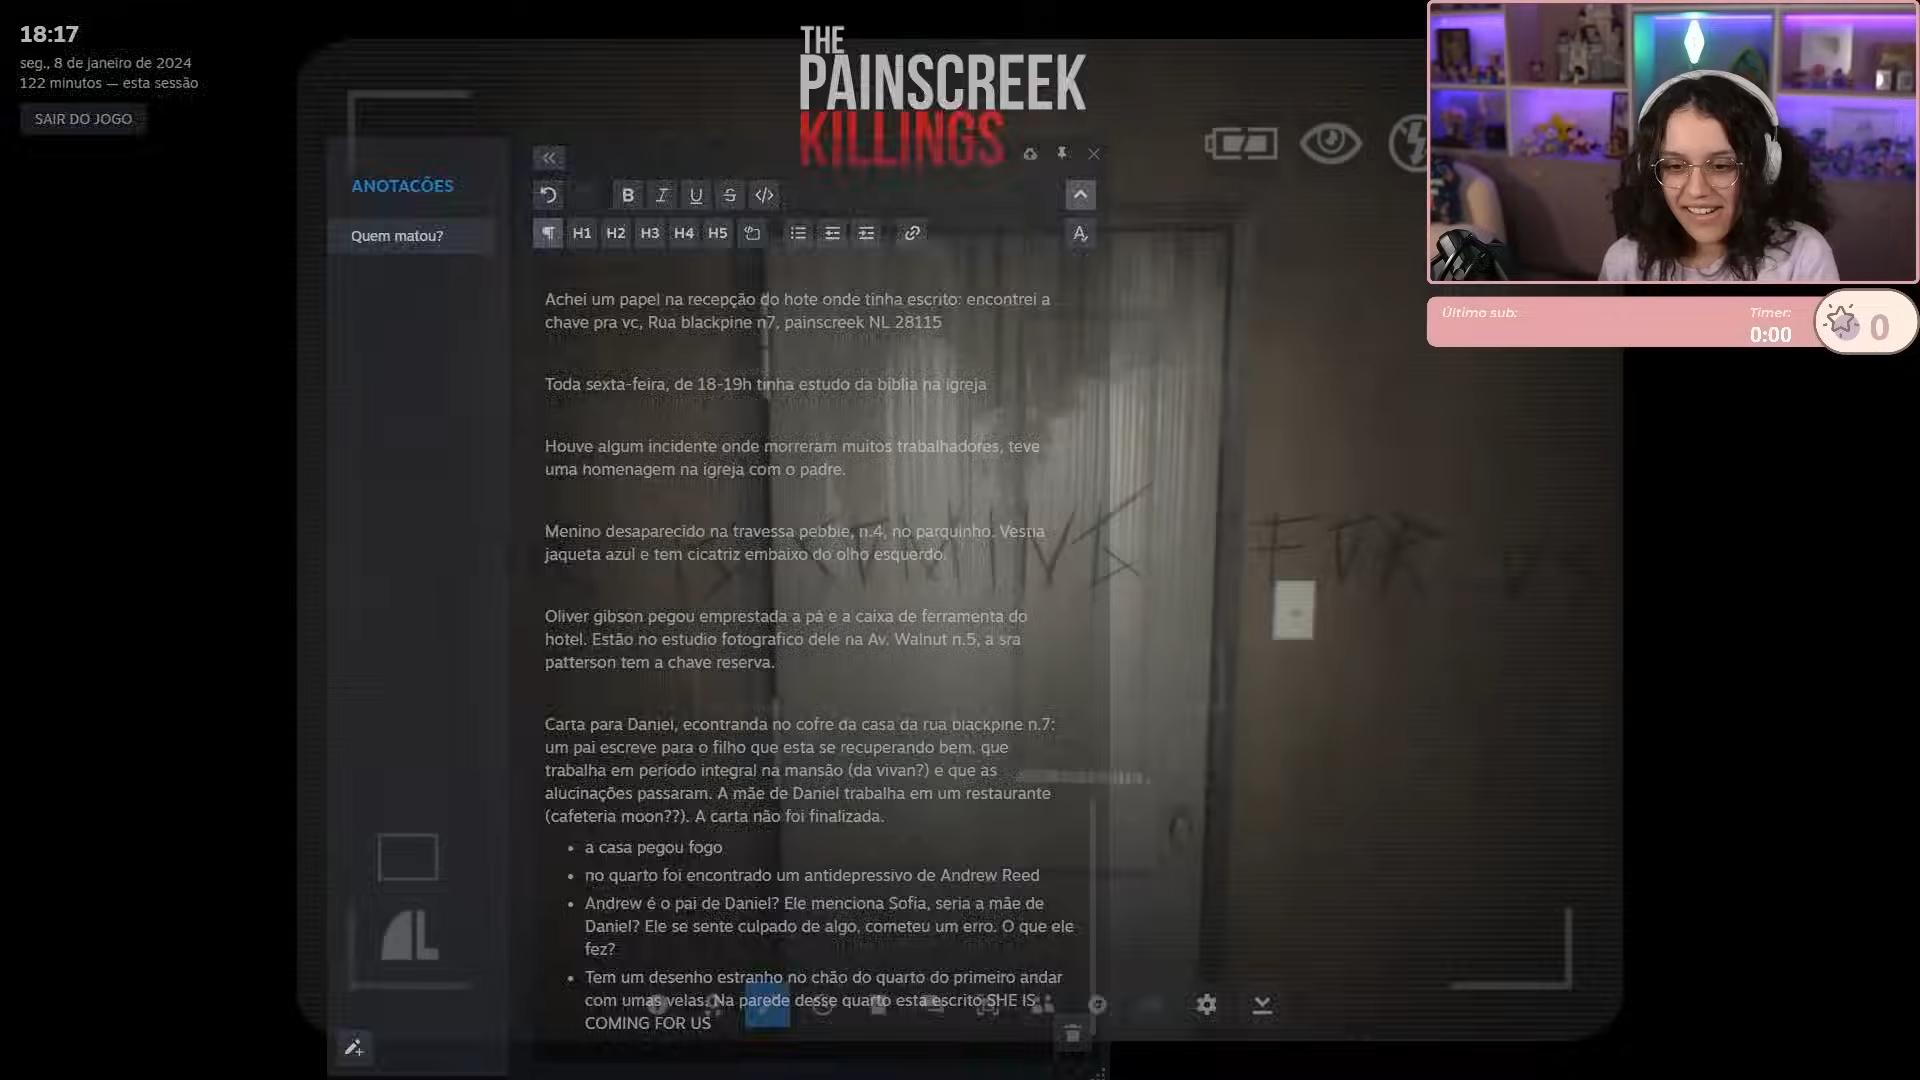 18:17
seg., 8 de janeiro de 2024
122 minutos — esta sessão
SAIR DO JOGO
THE
PAINSCREEK
KILLINGS
ANOTAÇÕES
Quem matou?
B I U S </>
H1 H2 H3 H4 H5
Achei um papel na recepção do hote onde tinha escrito: encontrei a
chave pra vc, Rua blackpine n7, painscreek NL 28115
Toda sexta-feira, de 18-19h tinha estudo da biblia na igreja
Houve algum incidente onde morreram muitos trabalhadores, teve
uma homenagem na igreja com o padre.
Menino desaparecido na travessa pebble, n.4, no parquinho. Vestia
jaqueta azul e tem cicatriz embaixo do olho esquerdo.
Oliver gibson pegou emprestada a pá e a caixa de ferramenta do
hotel. Estão no estudio fotografico dele na Av. Walnut n.5, a sra
patterson tem a chave reserva.
Carta para Daniel, econtranda no cofre da casa da rua blackpine n.7:
um pai escreve para o filho que esta se recuperando bem, que
trabalha em período integral na mansão (da vivan?) e que as
alucinações passaram. A mãe de Daniel trabalha em um restaurante
(cafeteria moon??). A carta não foi finalizada.
• a casa pegou fogo
• no quarto foi encontrado um antidepressivo de Andrew Reed
• Andrew é o pai de Daniel? Ele menciona Sofia, seria a mãe de
Daniel? Ele se sente culpado de algo, cometeu um erro. O que ele
fez?
• Tem um desenho estranho no chão do quarto do primeiro andar
com umas velas. Na parede desse quarto esta escrito SHE IS
COMING FOR US
IS COMING FOR US
Último sub:
Timer:
0:00
0